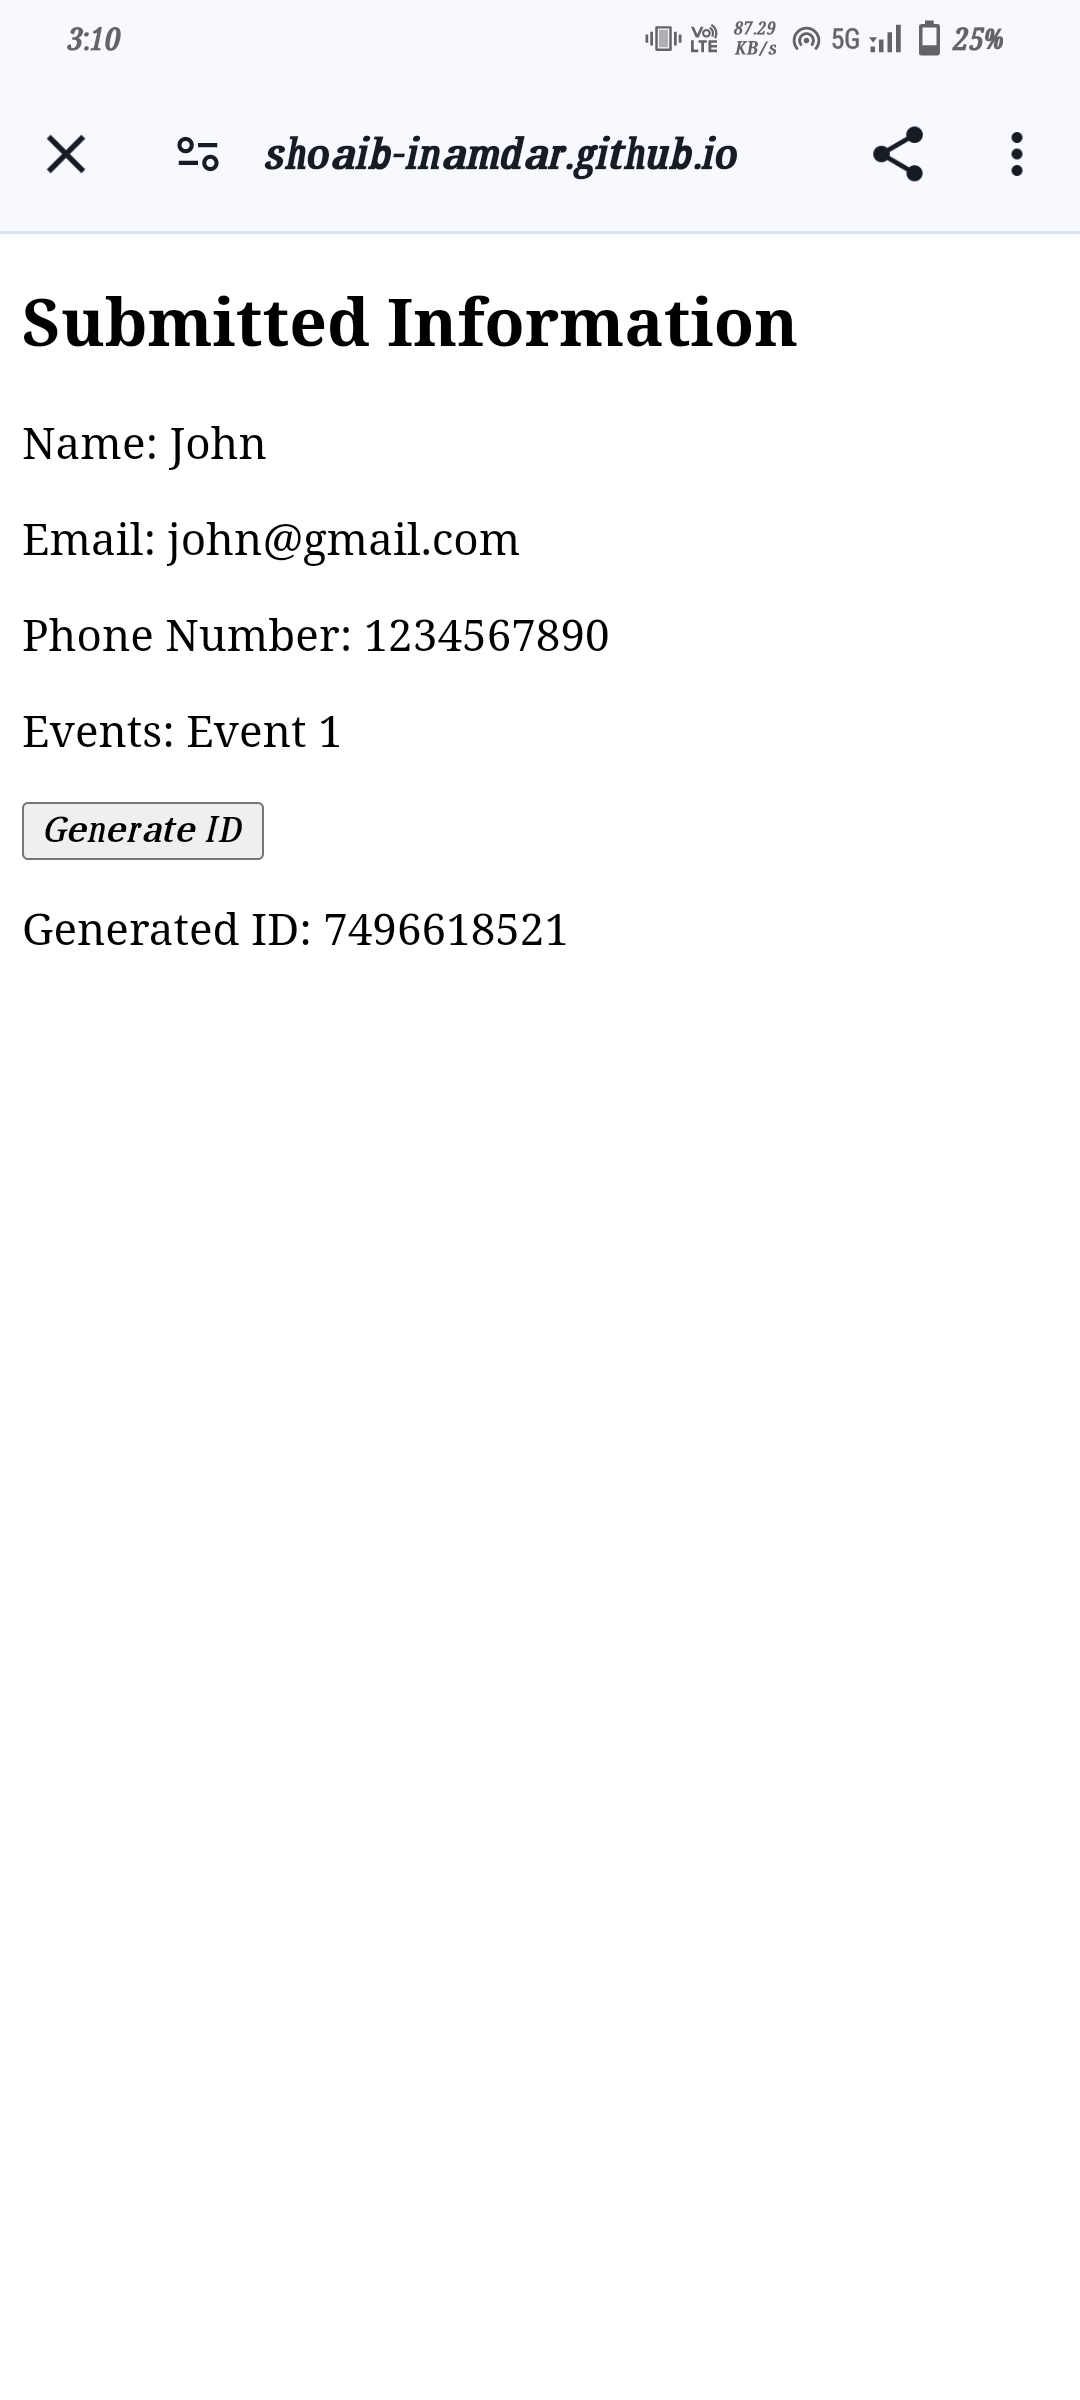 3:10
Vo LTE 87.29 KB/s 5G 25%
shoaib-inamdar.github.io
Submitted Information
Name: John
Email: john@gmail.com
Phone Number: 1234567890
Events: Event 1
Generate ID
Generated ID: 7496618521